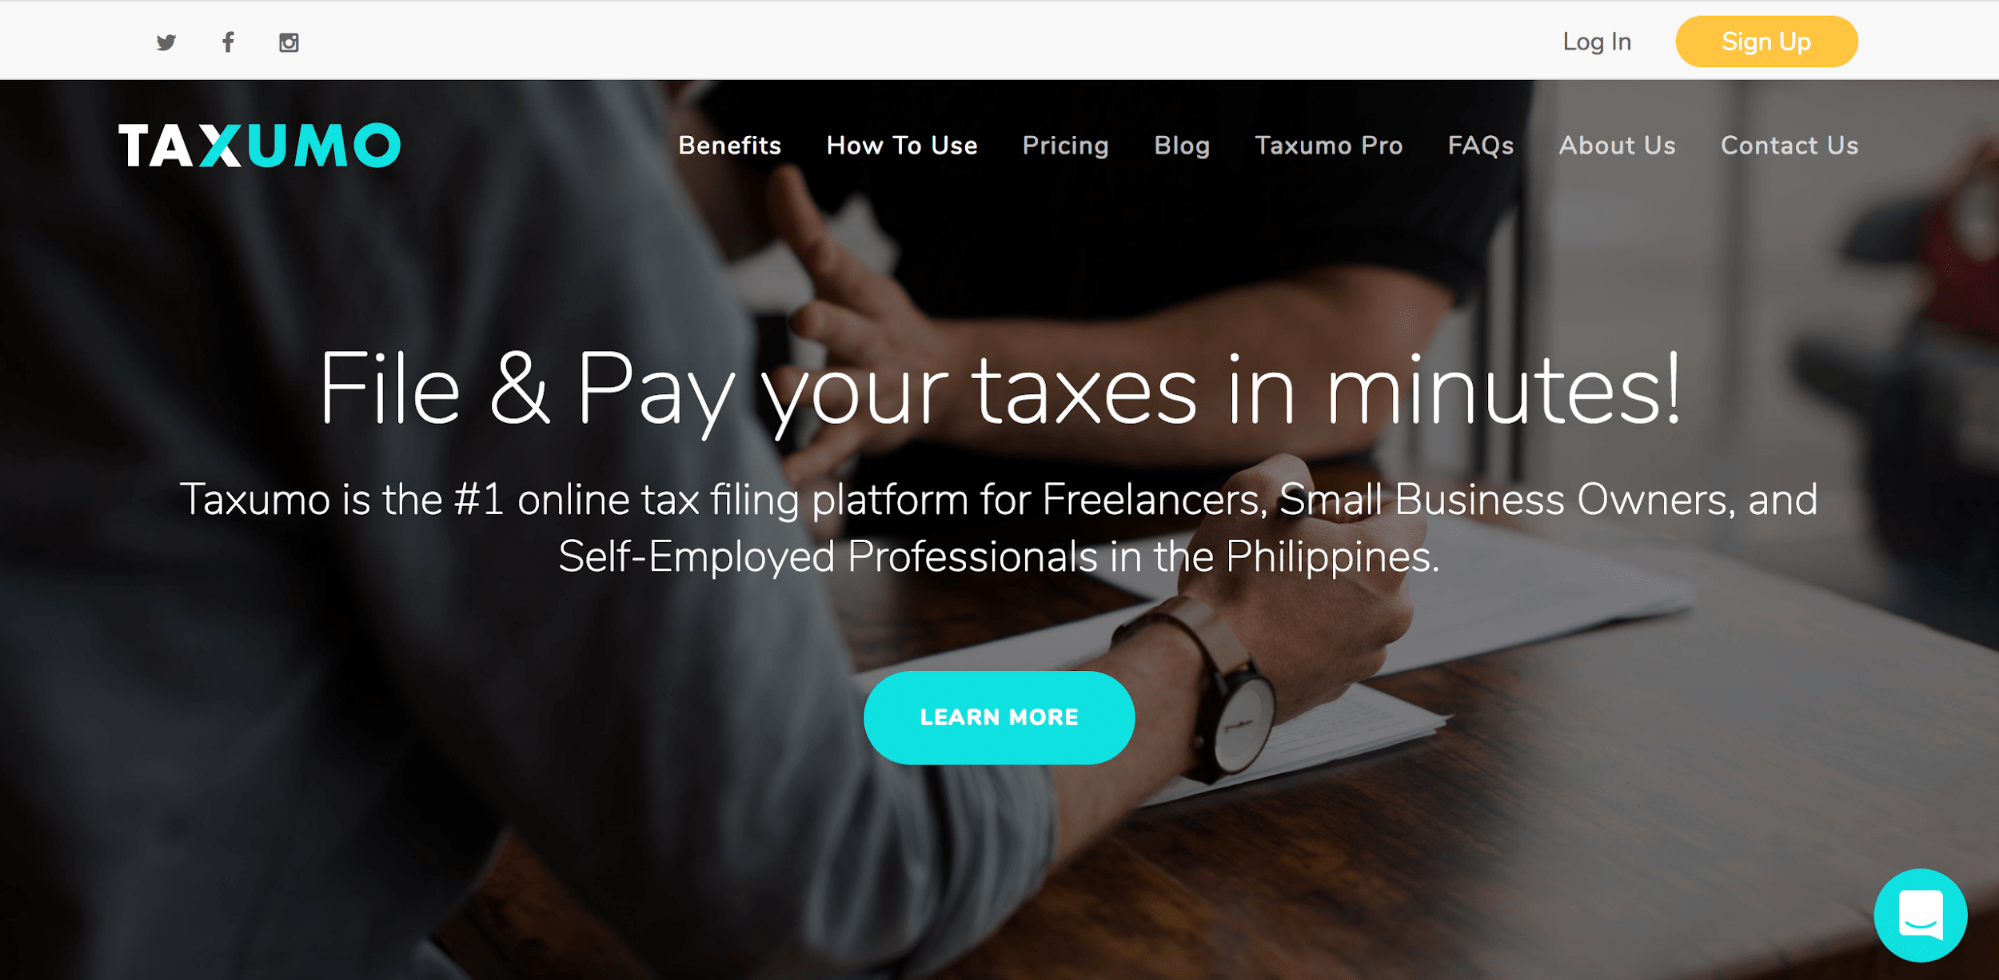 Log In
Sign Up
TAXUMO
Benefits
How To Use
Pricing
Blog
Taxumo Pro
FAQs
About Us
Contact Us
File & Pay your taxes in minutes!
Taxumo is the #1 online tax filing platform for Freelancers, Small Business Owners, and
Self-Employed Professionals in the Philippines.
LEARN MORE